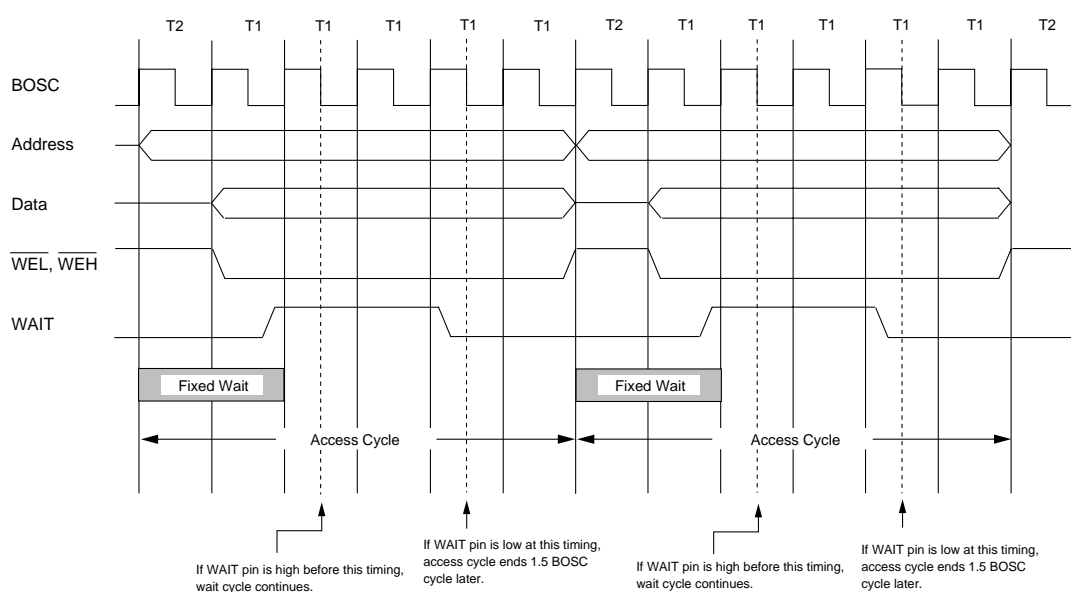 T2 T1 T1 T1 T1 T1 T2 T1 T1 T1 T1 T1 T2
BOSC
Address
Data
WEL, WEH
WAIT
Fixed Wait Fixed Wait
Access Cycle Access Cycle
If WAIT pin is high before this timing,
wait cycle continues.
If WAIT pin is low at this timing,
access cycle ends 1.5 BOSC
cycle later.
If WAIT pin is high before this timing,
wait cycle continues.
If WAIT pin is low at this timing,
access cycle ends 1.5 BOSC
cycle later.